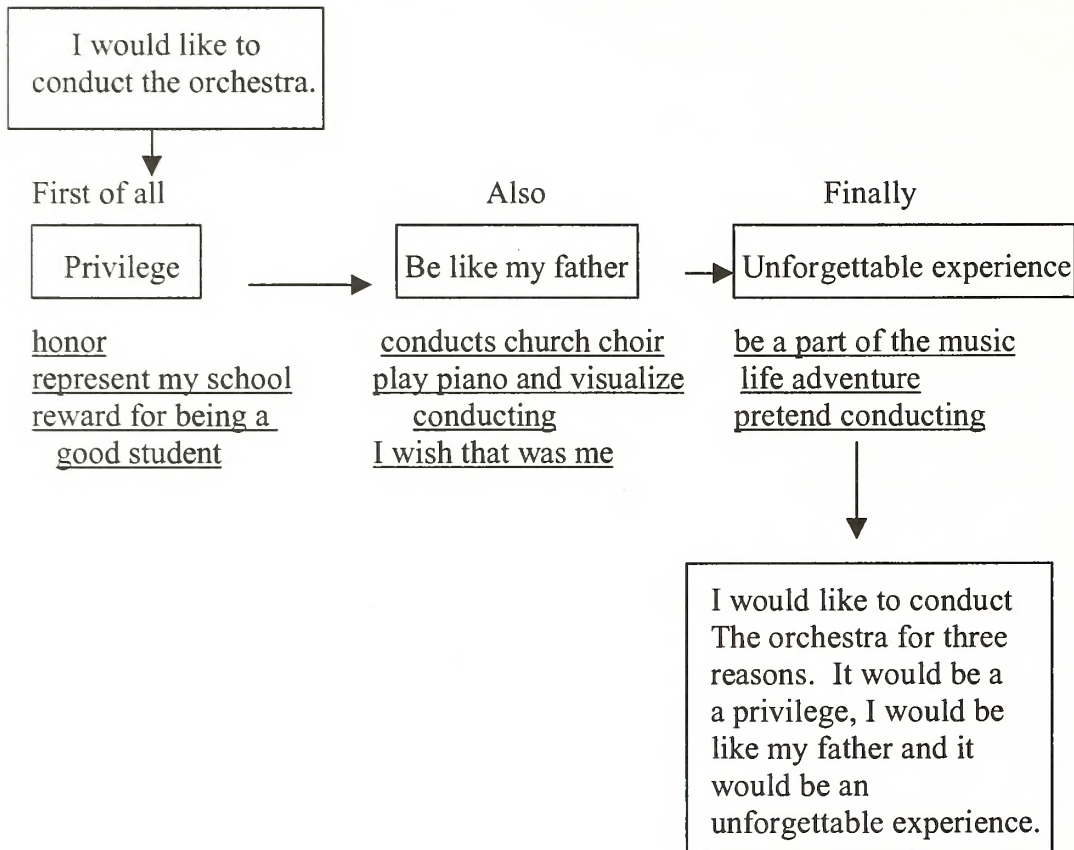 I would like to
conduct the orchestra.
First of all
Also
Finally
Privilege
Be like my father
Unforgettable experience
honor
represent my school
reward for being a
good student
conducts church choir
play piano and visualize
conducting
I wish that was me
be a part of the music
life adventure
pretend conducting
I would like to conduct
The orchestra for three
reasons. It would be a
a privilege, I would be
like my father and it
would be an
unforgettable experience.